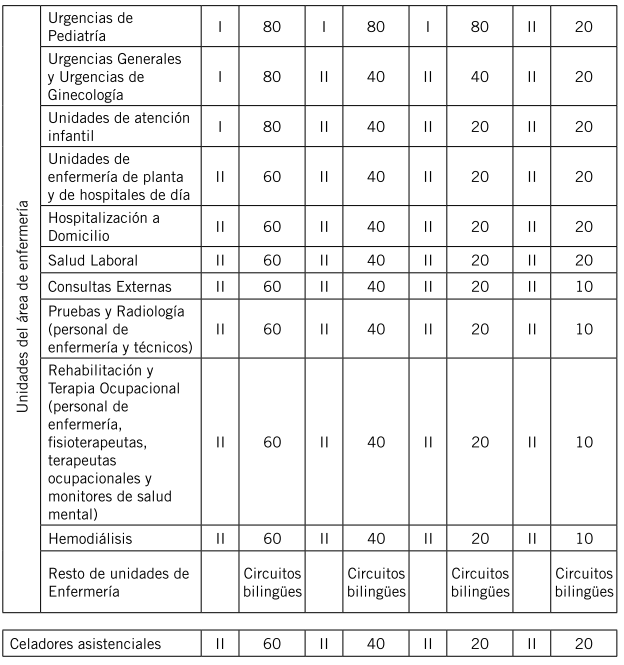 Unidades del área de enfermería
Urgencias de
Pediatría
I 80 I 80 I 80 II 20
Urgencias Generales
y Urgencias de
Ginecología
I 80 II 40 II 40 II 20
Unidades de atención
infantil
I 80 II 40 II 20 II 20
Unidades de
enfermería de planta
y de hospitales de día
II 60 II 40 II 20 II 20
Hospitalización a
Domicilio
II 60 II 40 II 20 II 20
Salud Laboral II 60 II 40 II 20 II 20
Consultas Externas II 60 II 40 II 20 II 10
Pruebas y Radiología
(personal de
enfermería y técnicos)
II 60 II 40 II 20 II 10
Rehabilitación y
Terapia Ocupacional
(personal de
enfermería,
fisioterapeutas,
terapeutas
ocupacionales y
monitores de salud
mental)
II 60 II 40 II 20 II 10
Hemodiálisis II 60 II 40 II 20 II 10
Resto de unidades de
Enfermería
Circuitos Circuitos Circuitos Circuitos
bilingües bilingües bilingües bilingües
Celadores asistenciales II 60 II 40 II 20 II 20